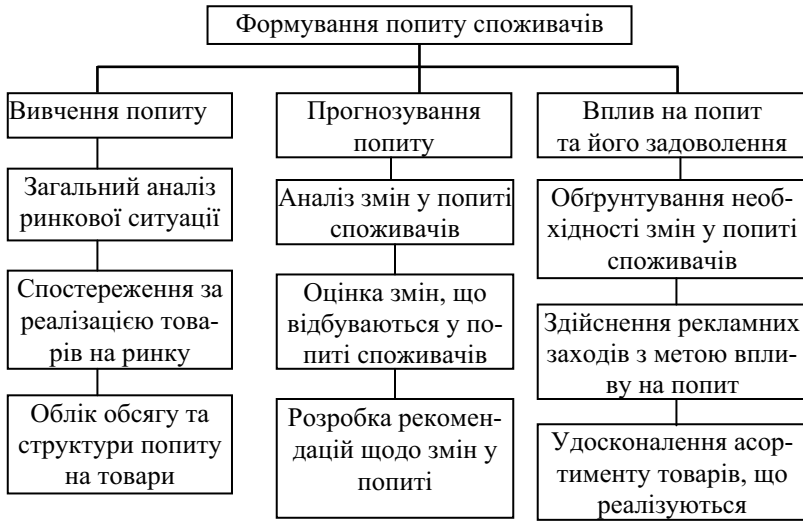 Формування попиту споживачів
Вивчення попиту
Загальний аналіз
ринкової ситуації
Спостереження за
реалізацією това-
рів на ринку
Облік обсягу та
структури попиту
на товари
Прогнозування
попиту
Аналіз змін у попиті
споживачів
Оцінка змін, що
відбуваються у по-
питі споживачів
Розробка рекомен-
дацій щодо змін у
попиті
Вплив на попит
та його задоволення
Обґрунтування необ-
хідності змін у попиті
споживачів
Здійснення рекламних
заходів з метою впли-
ву на попит
Удосконалення асор-
тименту товарів, що
реалізуються